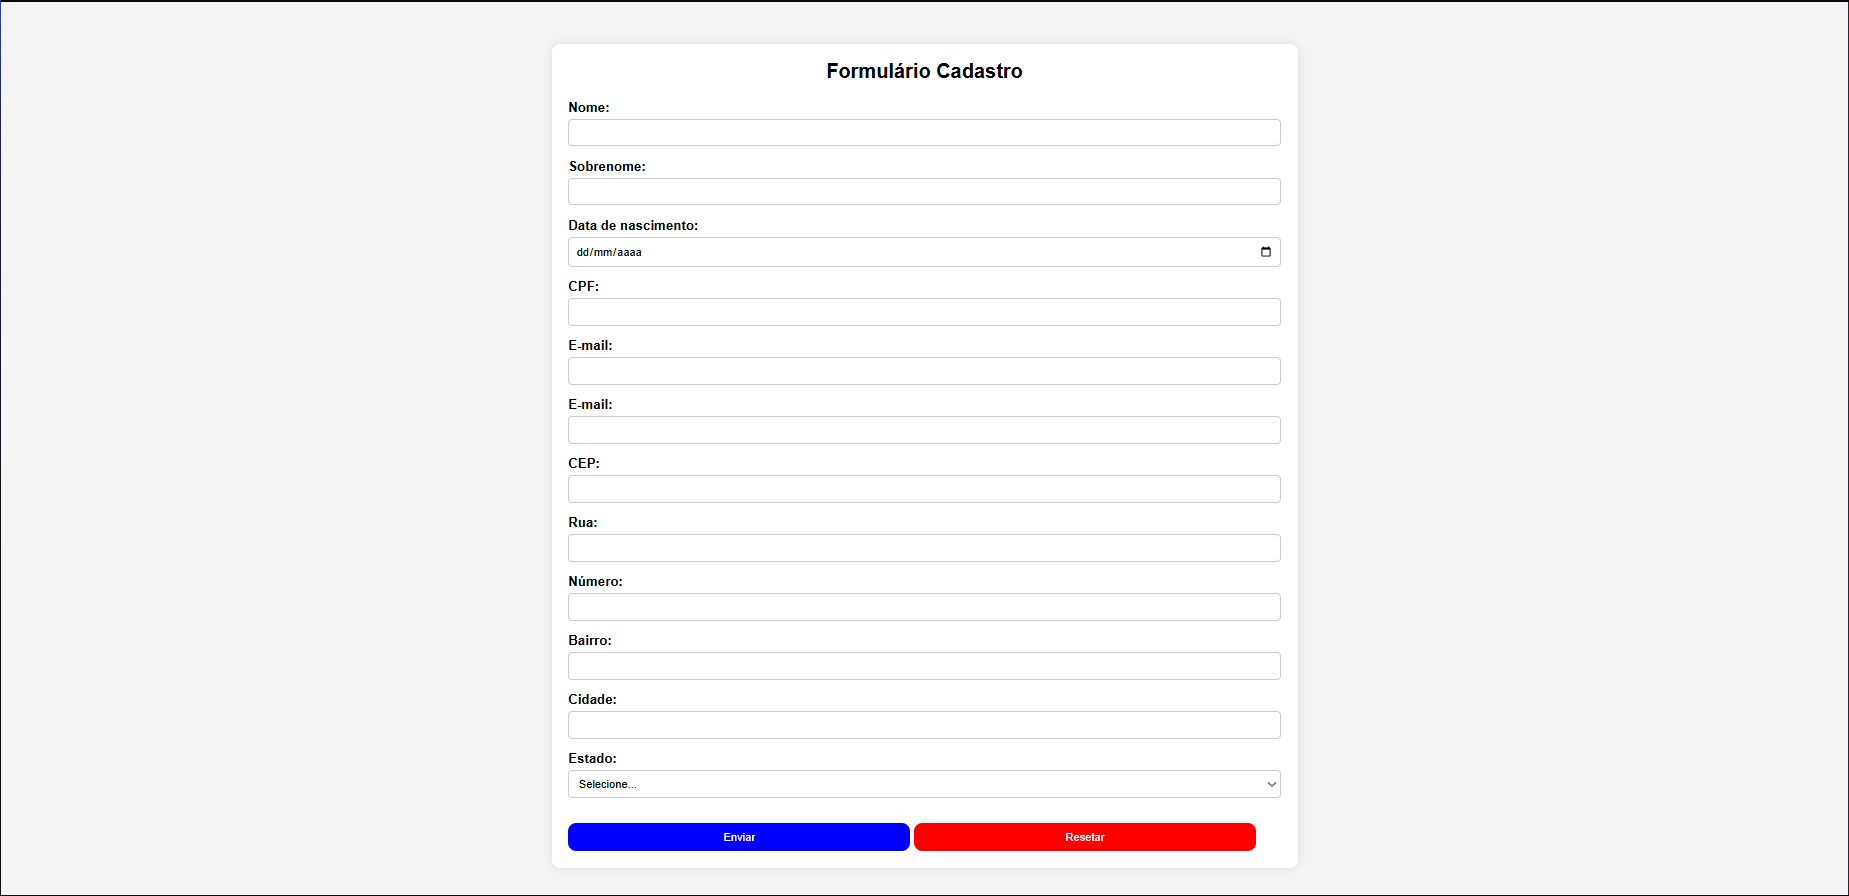 Formulário Cadastro
Nome:
Sobrenome:
Data de nascimento:
dd/mm/aaaa
CPF:
E-mail:
E-mail:
CEP:
Rua:
Número:
Bairro:
Cidade:
Estado:
Selecione...
Enviar Resetar